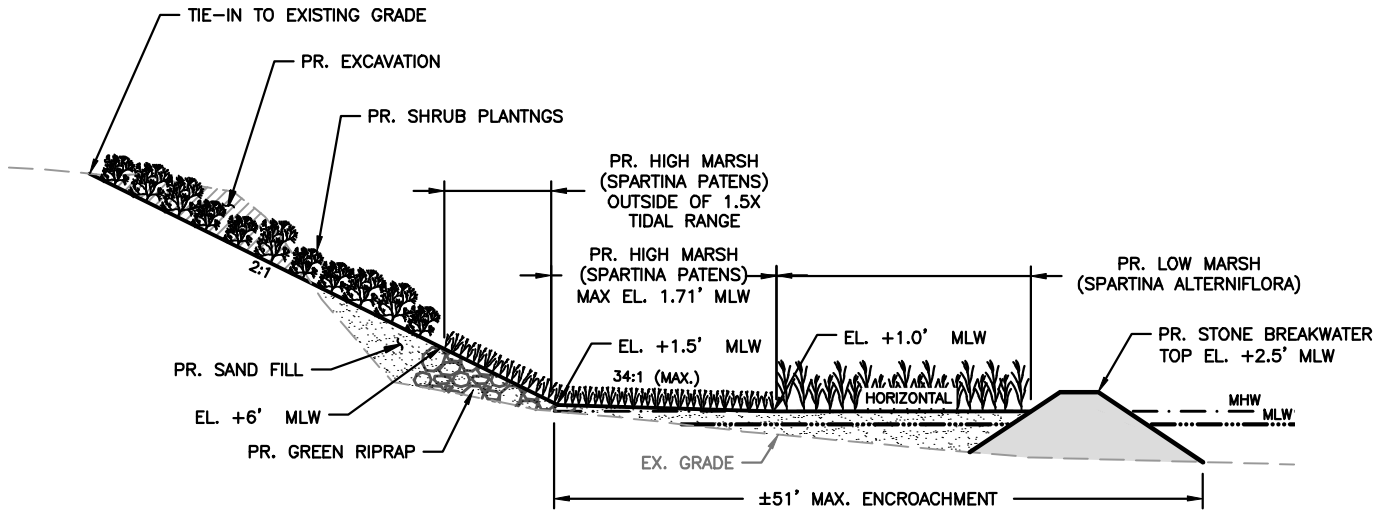 TIE-IN TO EXISTING GRADE
PR. EXCAVATION
PR. SHRUB PLANTNGS
PR. HIGH MARSH
(SPARTINA PATENS)
OUTSIDE OF 1.5X
TIDAL RANGE
PR. HIGH MARSH
(SPARTINA PATENS)
MAX EL. 1.71' MLW
PR. LOW MARSH
(SPARTINA ALTERNIFLORA)
2:1
EL. +1.5' MLW
34:1 (MAX.)
EL. +1.0' MLW
HORIZONTAL
PR. STONE BREAKWATER
TOP EL. +2.5' MLW
PR. SAND FILL
EL. +6' MLW
PR. GREEN RIPRAP
MHW
MLW
EX. GRADE
±51' MAX. ENCROACHMENT